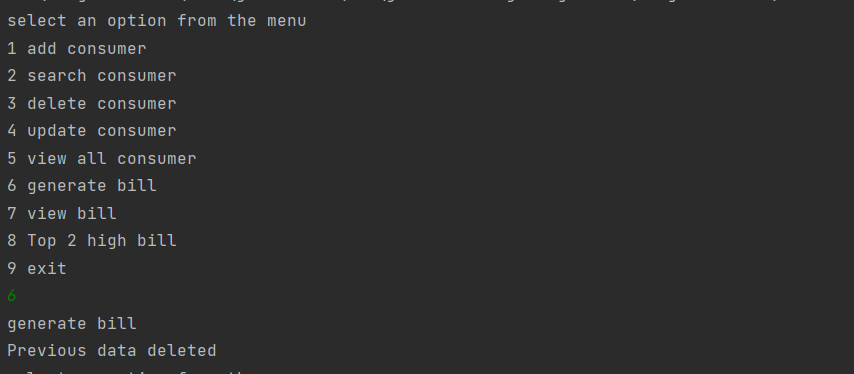 select an option from the menu
1 add consumer
2 search consumer
3 delete consumer
4 update consumer
5 view all consumer
6 generate bill
7 view bill
8 Top 2 high bill
9 exit
6
generate bill
Previous data deleted